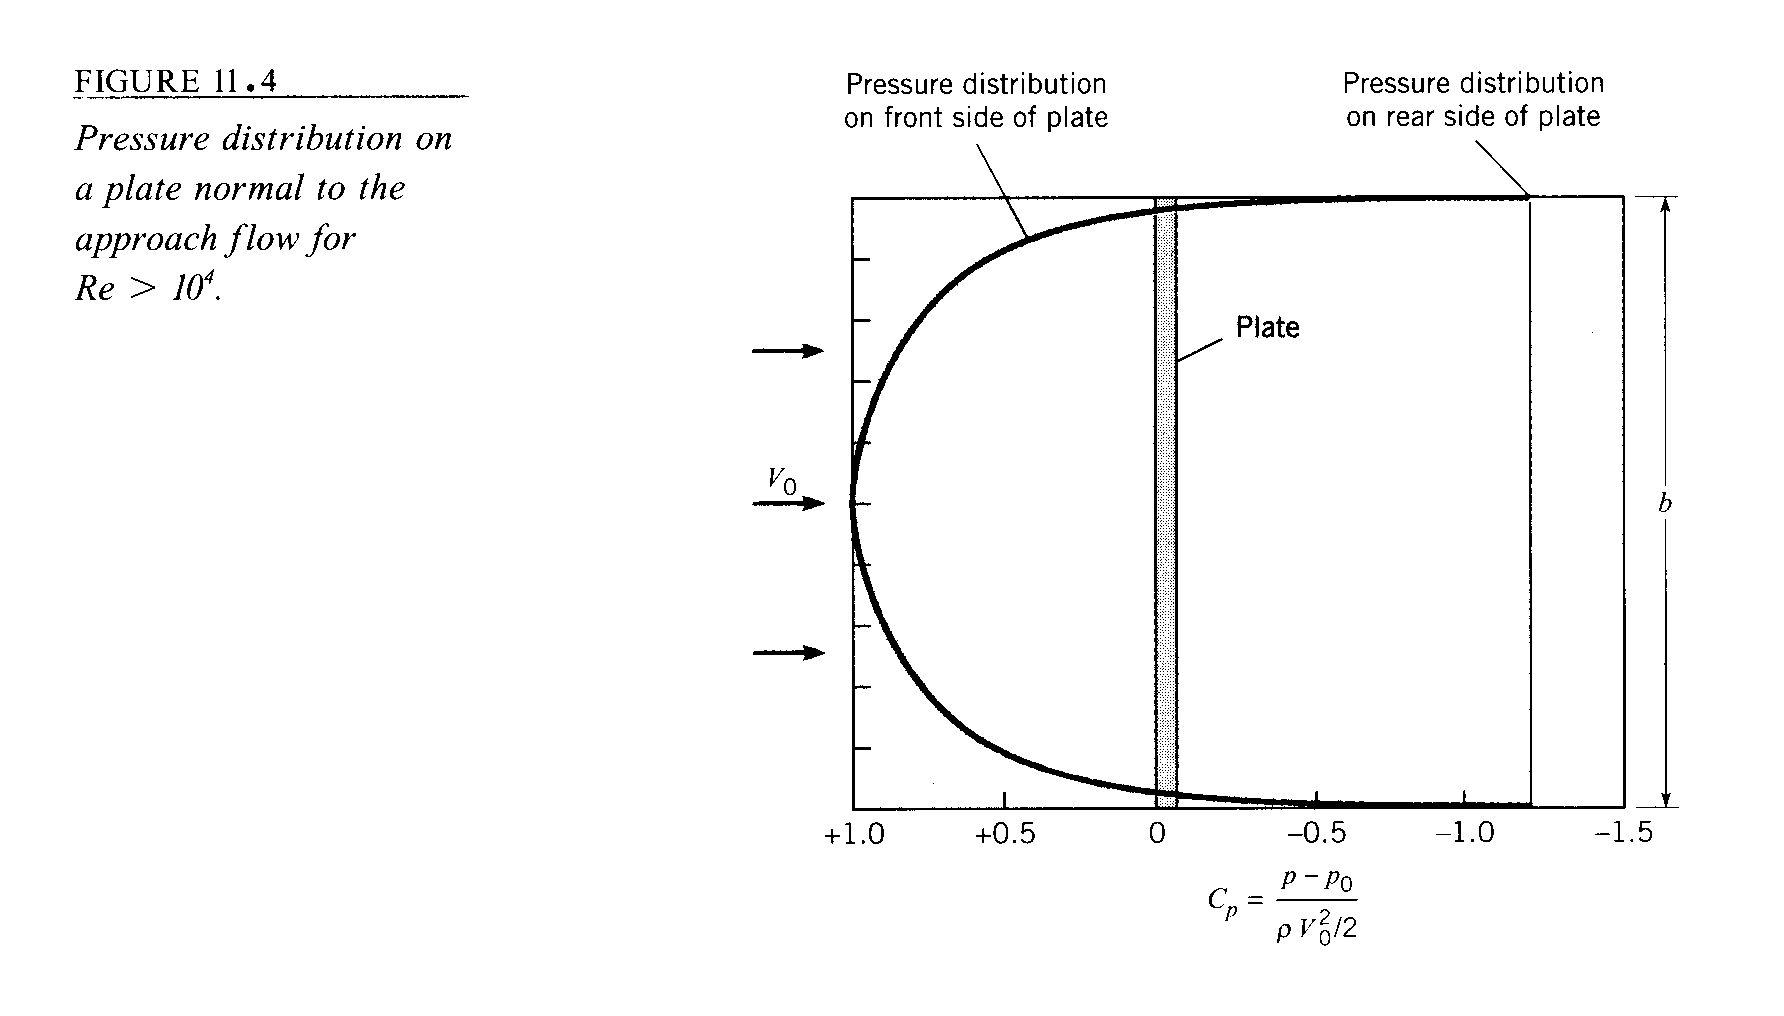 FIGURE 11.4
Pressure distribution on
a plate normal to the
approach flow for
Re > 10⁴.
Pressure distribution
on front side of plate
Pressure distribution
on rear side of plate
Plate
V₀
b
+1.0 +0.5 0 −0.5 −1.0 −1.5
Cₚ = (p − p₀) / (ρ V₀²/2)